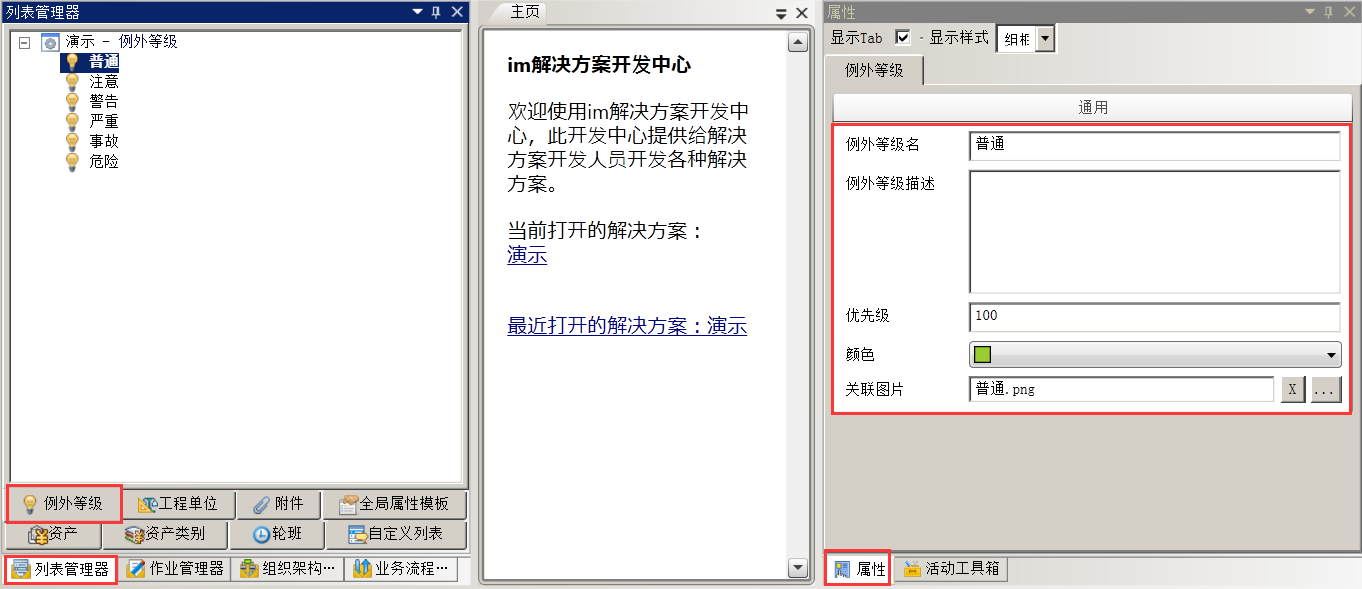 列表管理器
演示 - 例外等级
普通
注意
警告
严重
事故
危险
例外等级
工程单位
附件
全局属性模板
资产
资产类别
轮班
自定义列表
列表管理器
作业管理器
组织架构…
业务流程…
主页
im解决方案开发中心
欢迎使用im解决方案开发中
心，此开发中心提供给解决
方案开发人员开发各种解决
方案。
当前打开的解决方案：
演示
最近打开的解决方案：演示
属性
显示Tab - 显示样式
例外等级
通用
例外等级名 普通
例外等级描述
优先级 100
颜色
关联图片 普通.png X ...
属性
活动工具箱